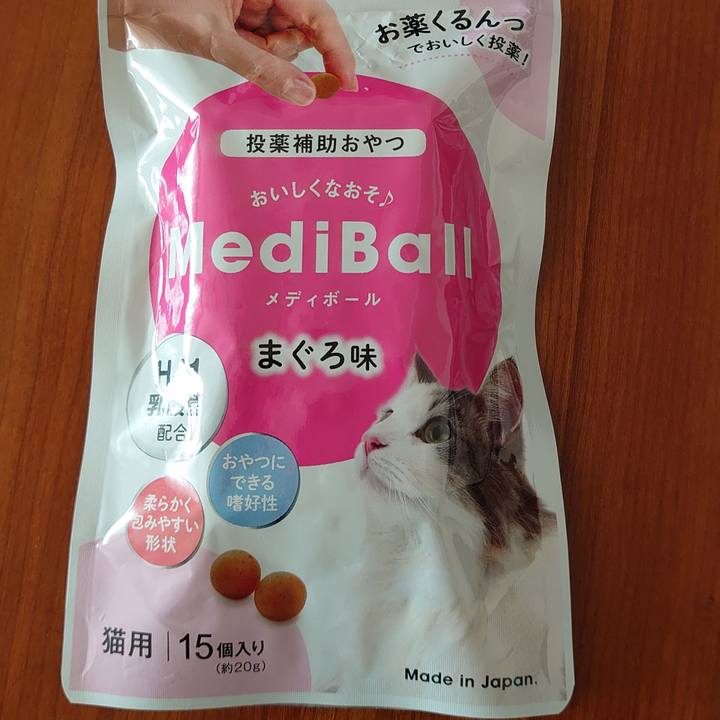 お薬くるんっ
でおいしく投薬!
投薬補助おやつ
おいしくなおそ♪
MediBall
メディボール
まぐろ味
乳酸菌
配合
おやつに
できる
嗜好性
柔らかく
包みやすい
形状
猫用
15個入り
(約20g)
Made in Japan.